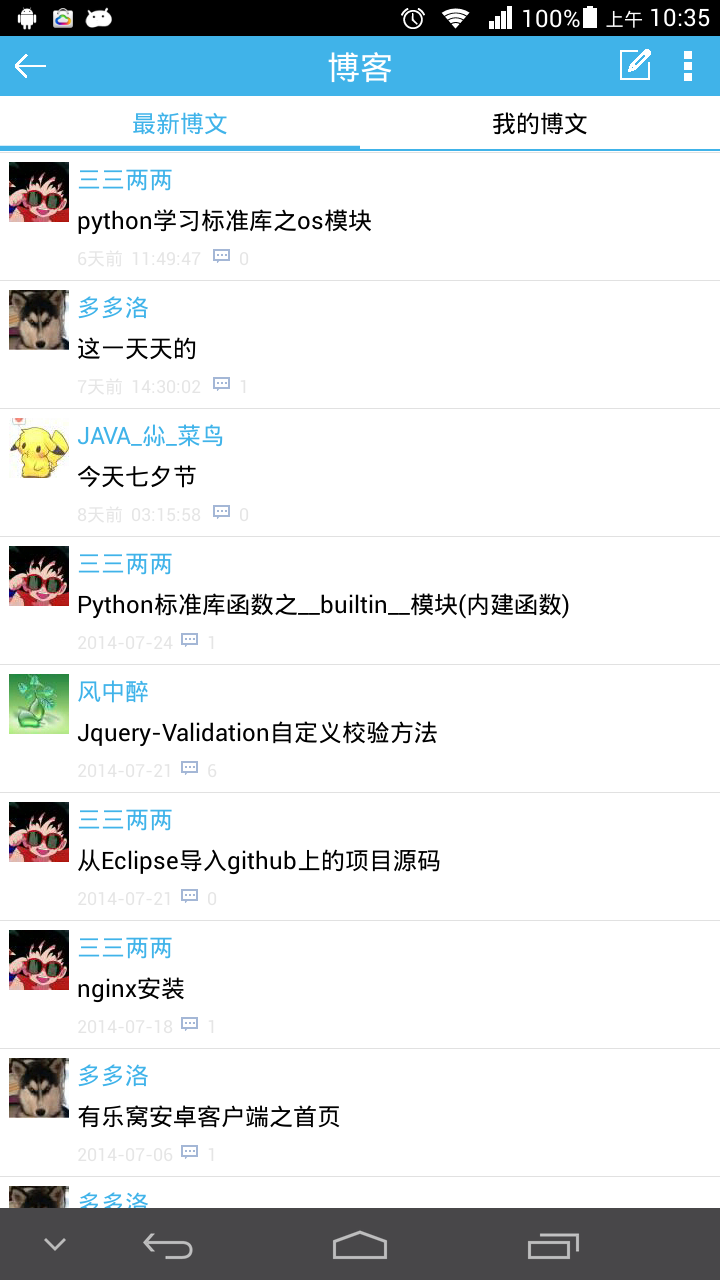 100% 上午 10:35
博客
最新博文 我的博文
三三两两
python学习标准库之os模块
6天前 11:49:47 0
多多洛
这一天天的
7天前 14:30:02 1
JAVA_尛_菜鸟
今天七夕节
8天前 03:15:58 0
三三两两
Python标准库函数之__builtin__模块(内建函数)
2014-07-24 1
风中醉
Jquery-Validation自定义校验方法
2014-07-21 6
三三两两
从Eclipse导入github上的项目源码
2014-07-21 0
三三两两
nginx安装
2014-07-18 1
多多洛
有乐窝安卓客户端之首页
2014-07-06 1
多多洛